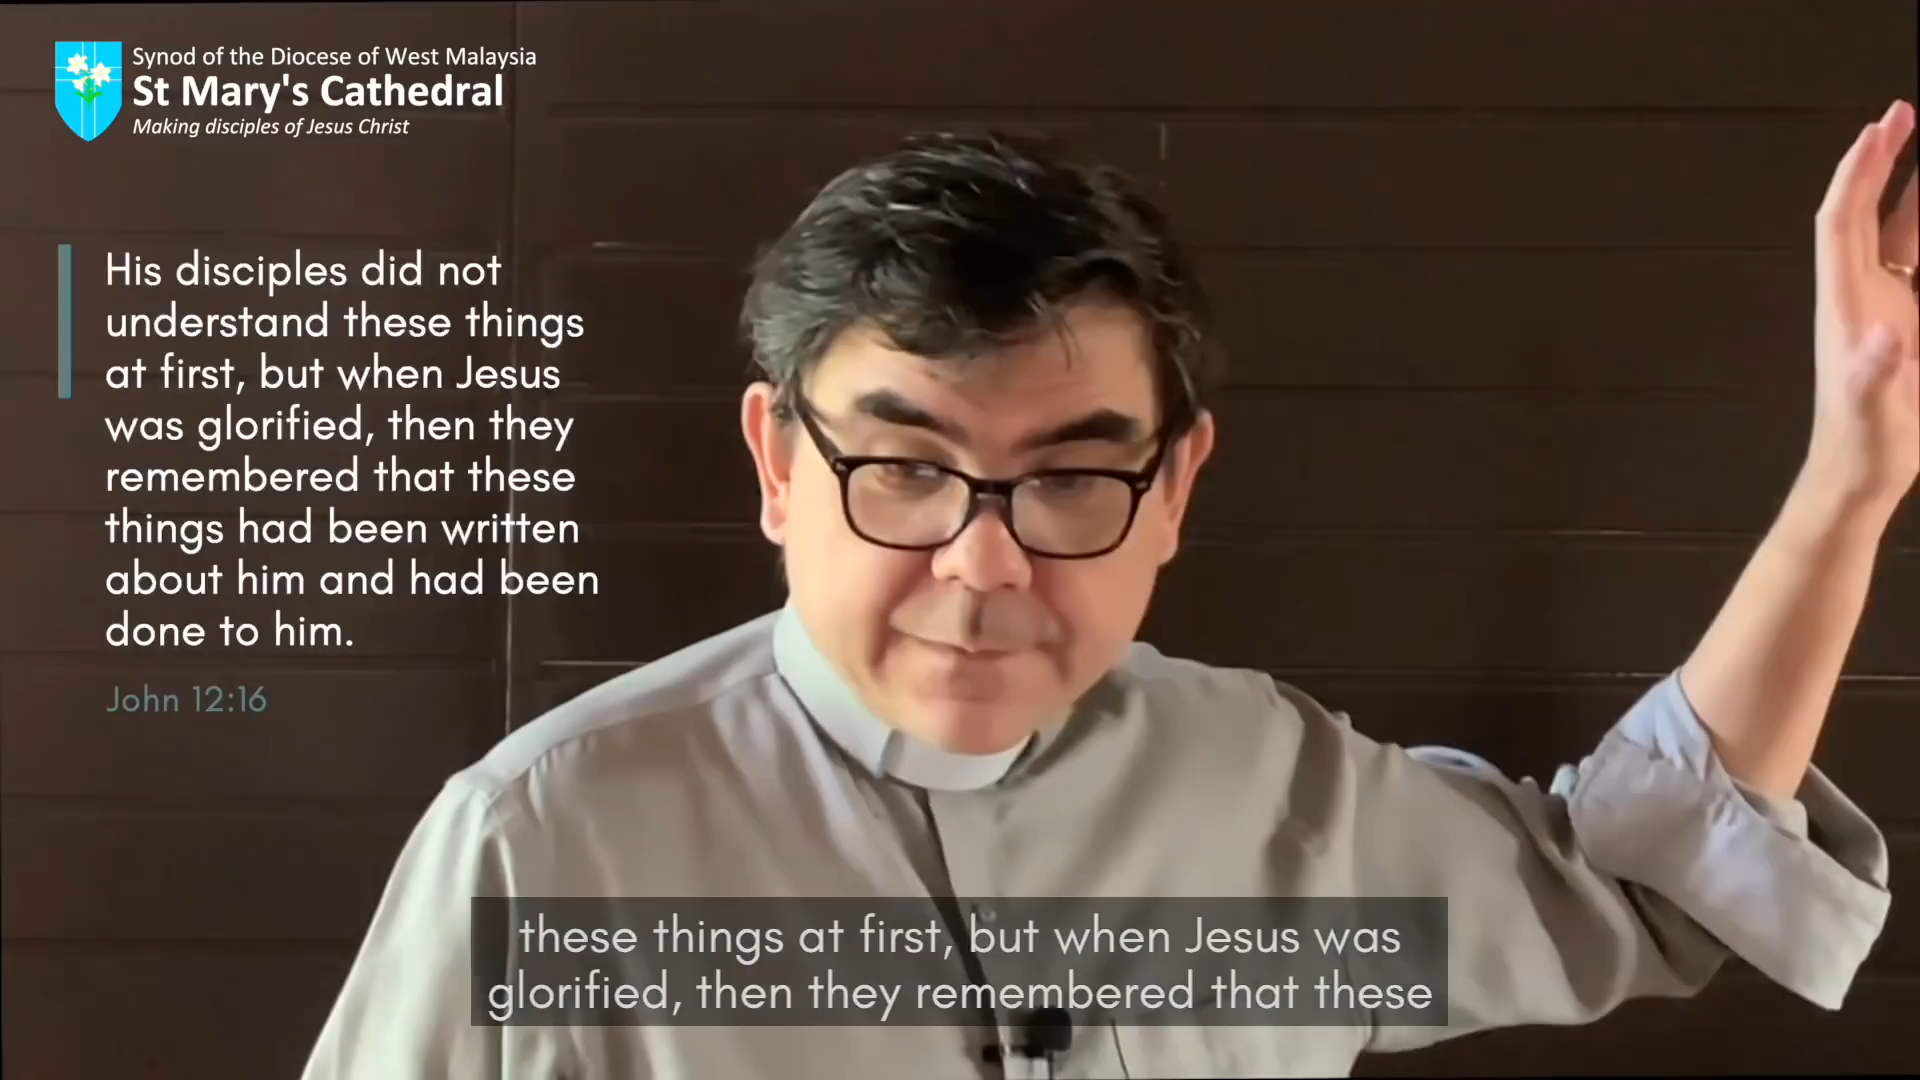 Synod of the Diocese of West Malaysia
St Mary's Cathedral
Making disciples of Jesus Christ
His disciples did not
understand these things
at first, but when Jesus
was glorified, then they
remembered that these
things had been written
about him and had been
done to him.
John 12:16
these things at first, but when Jesus was
glorified, then they remembered that these